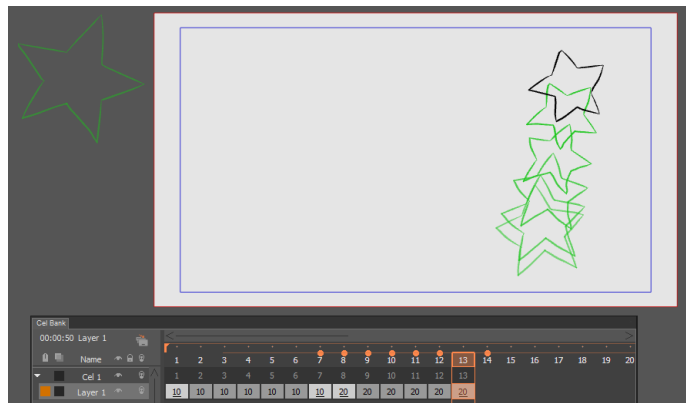 Cel Bank
00:00:50 Layer 1
Name 1 2 3 4 5 6 7 8 9 10 11 12 13 14 15 16 17 18 19 20
Cel 1 1 2 3 4 5 6 7 8 9 10 11 12 13
Layer 1 10 10 10 10 10 10 10 20 20 20 20 20 20